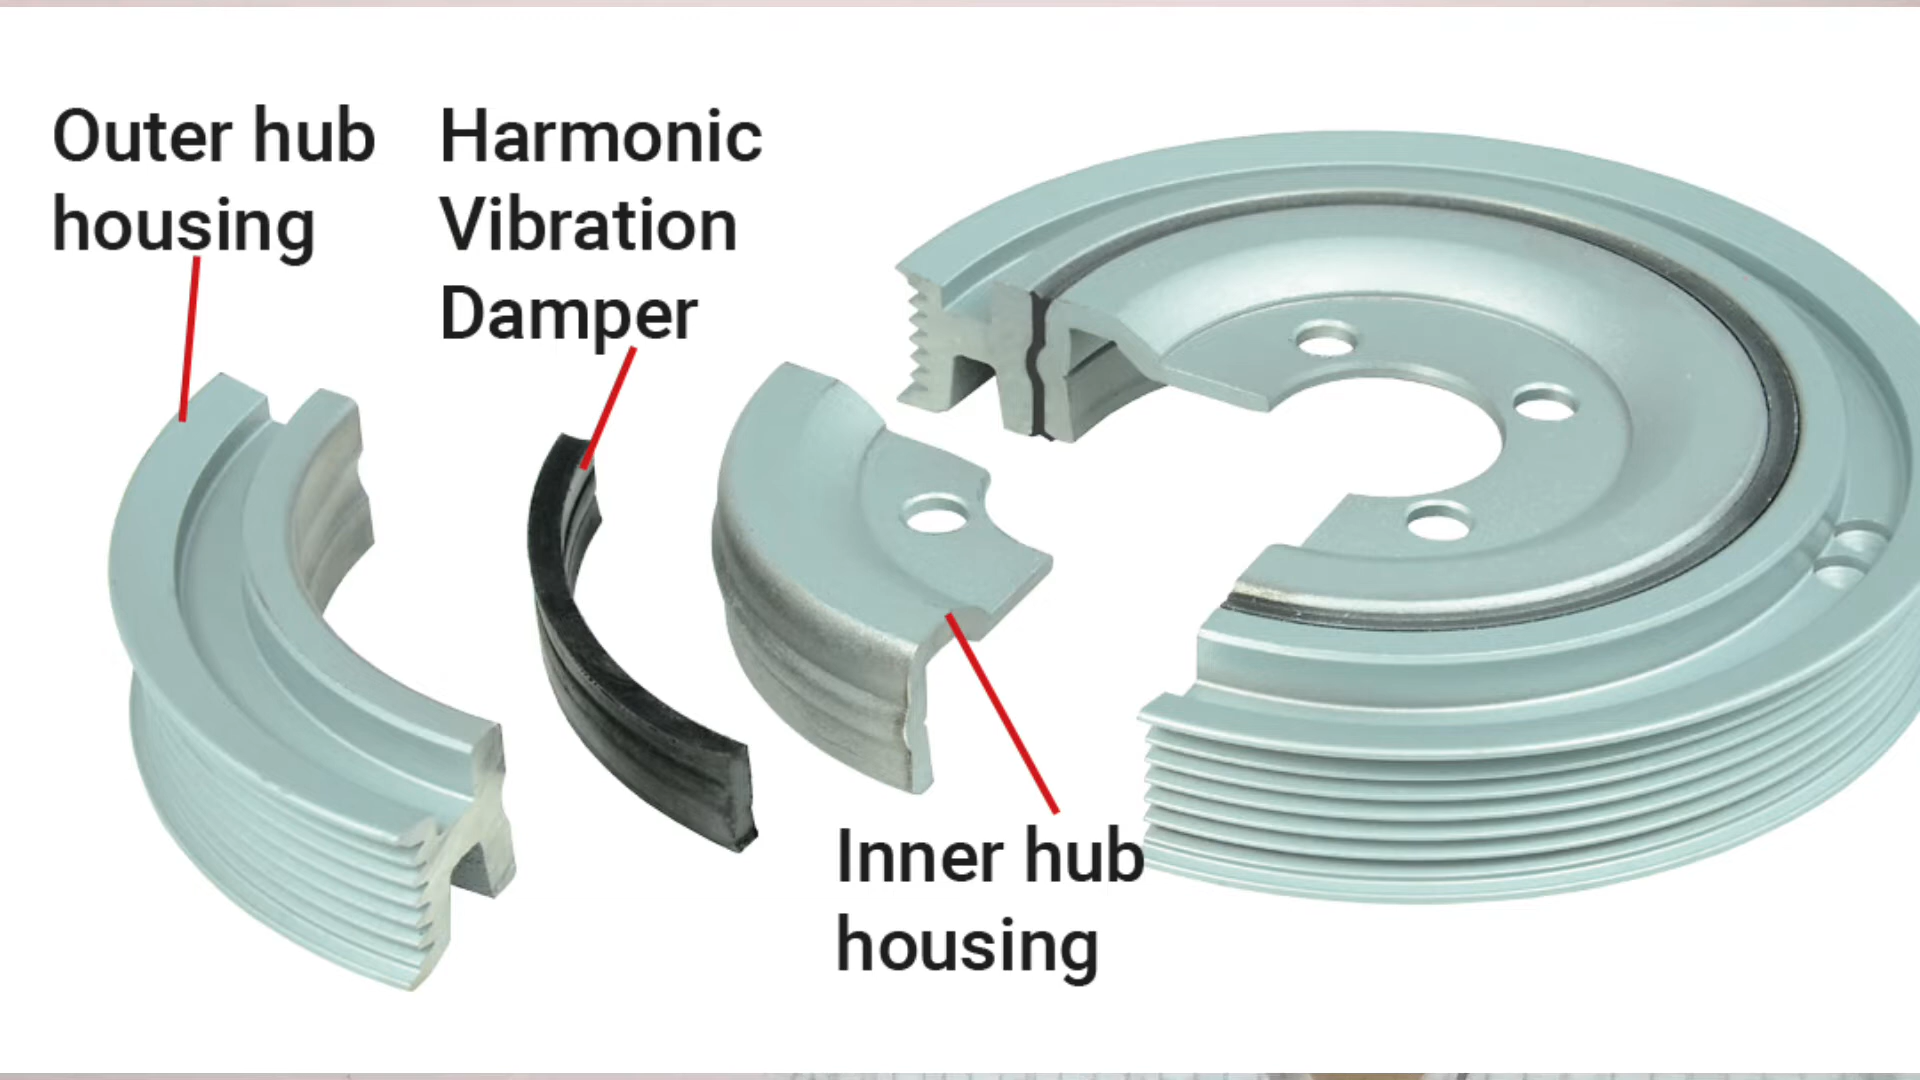 Outer hub
housing
Harmonic
Vibration
Damper
Inner hub
housing